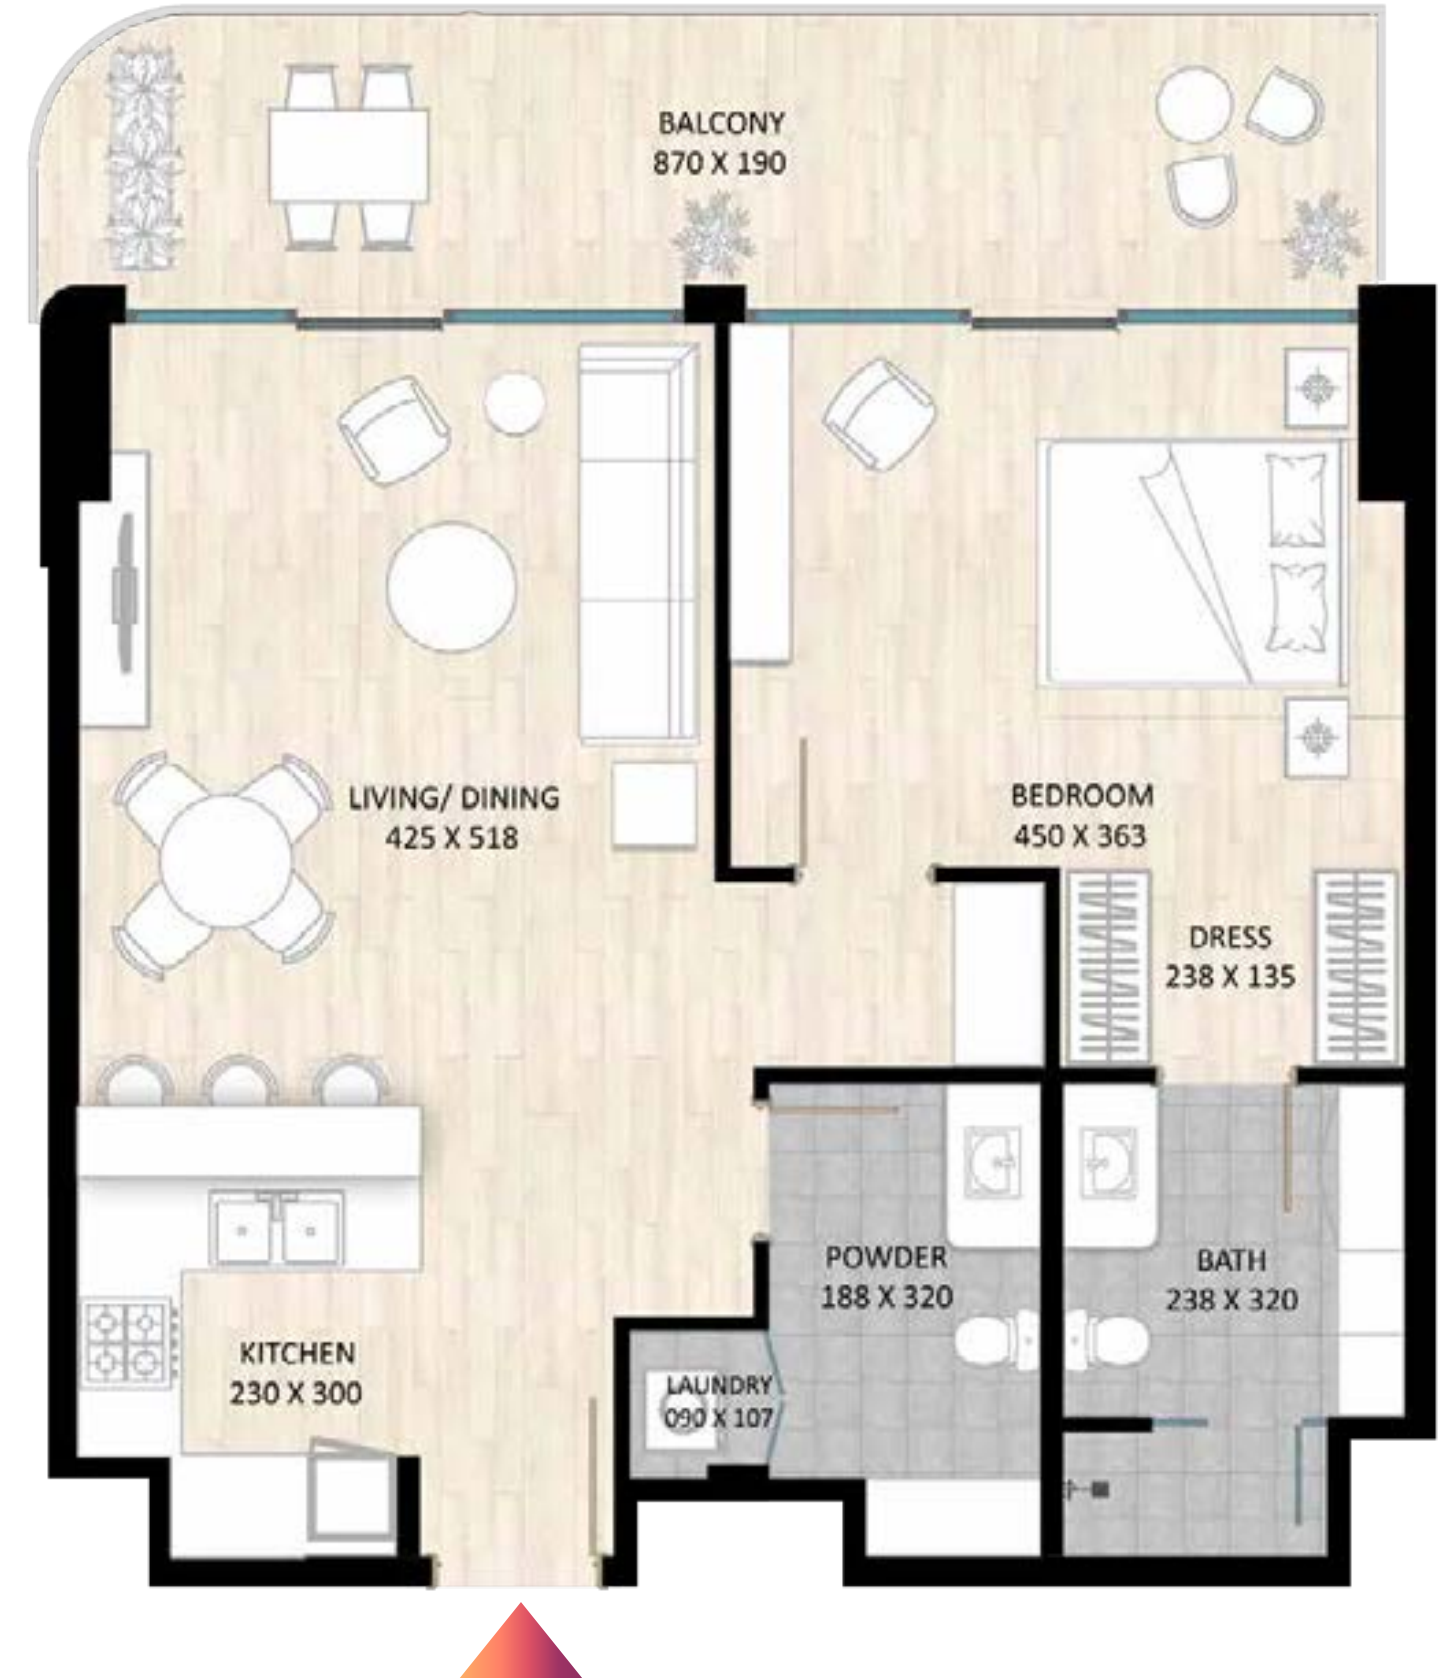 BALCONY
870 X 190
LIVING/ DINING
425 X 518
BEDROOM
450 X 363
DRESS
238 X 135
POWDER
188 X 320
BATH
238 X 320
KITCHEN
230 X 300
LAUNDRY
090 X 107